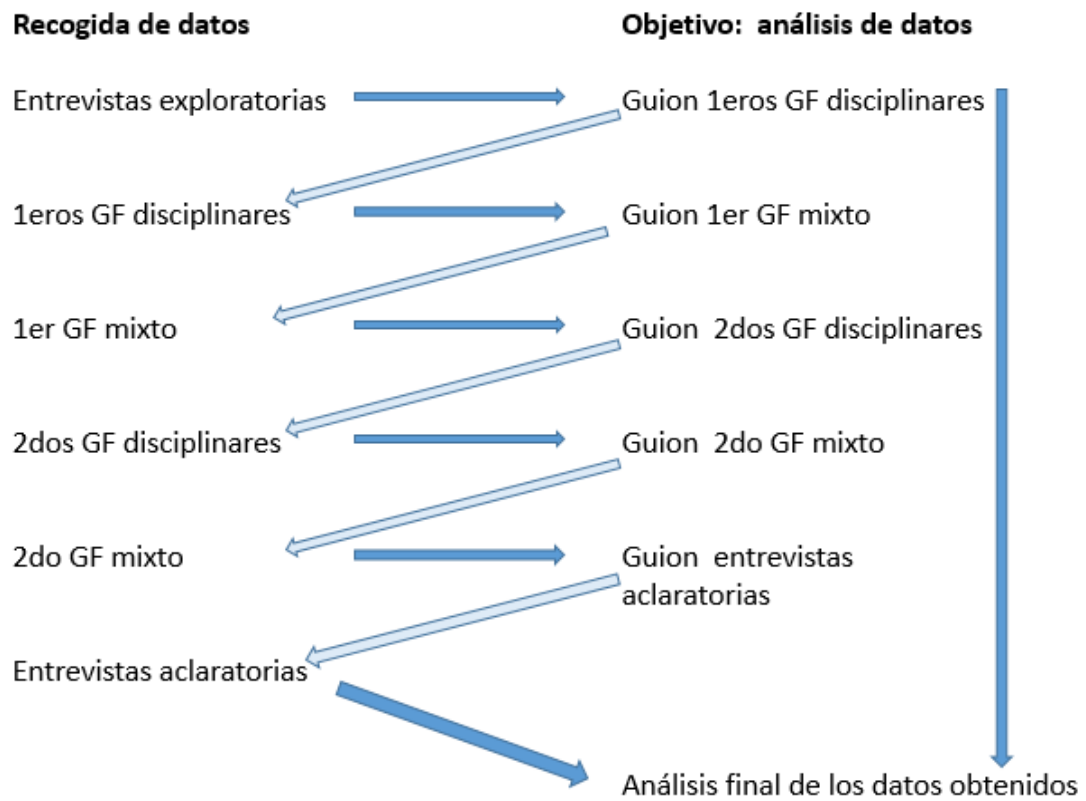 Recogida de datos
Objetivo:  análisis de datos
Entrevistas exploratorias
Guion 1eros GF disciplinares
1eros GF disciplinares
Guion 1er GF mixto
1er GF mixto
Guion  2dos GF disciplinares
2dos GF disciplinares
Guion  2do GF mixto
2do GF mixto
Guion  entrevistas
aclaratorias
Entrevistas aclaratorias
Análisis final de los datos obtenidos